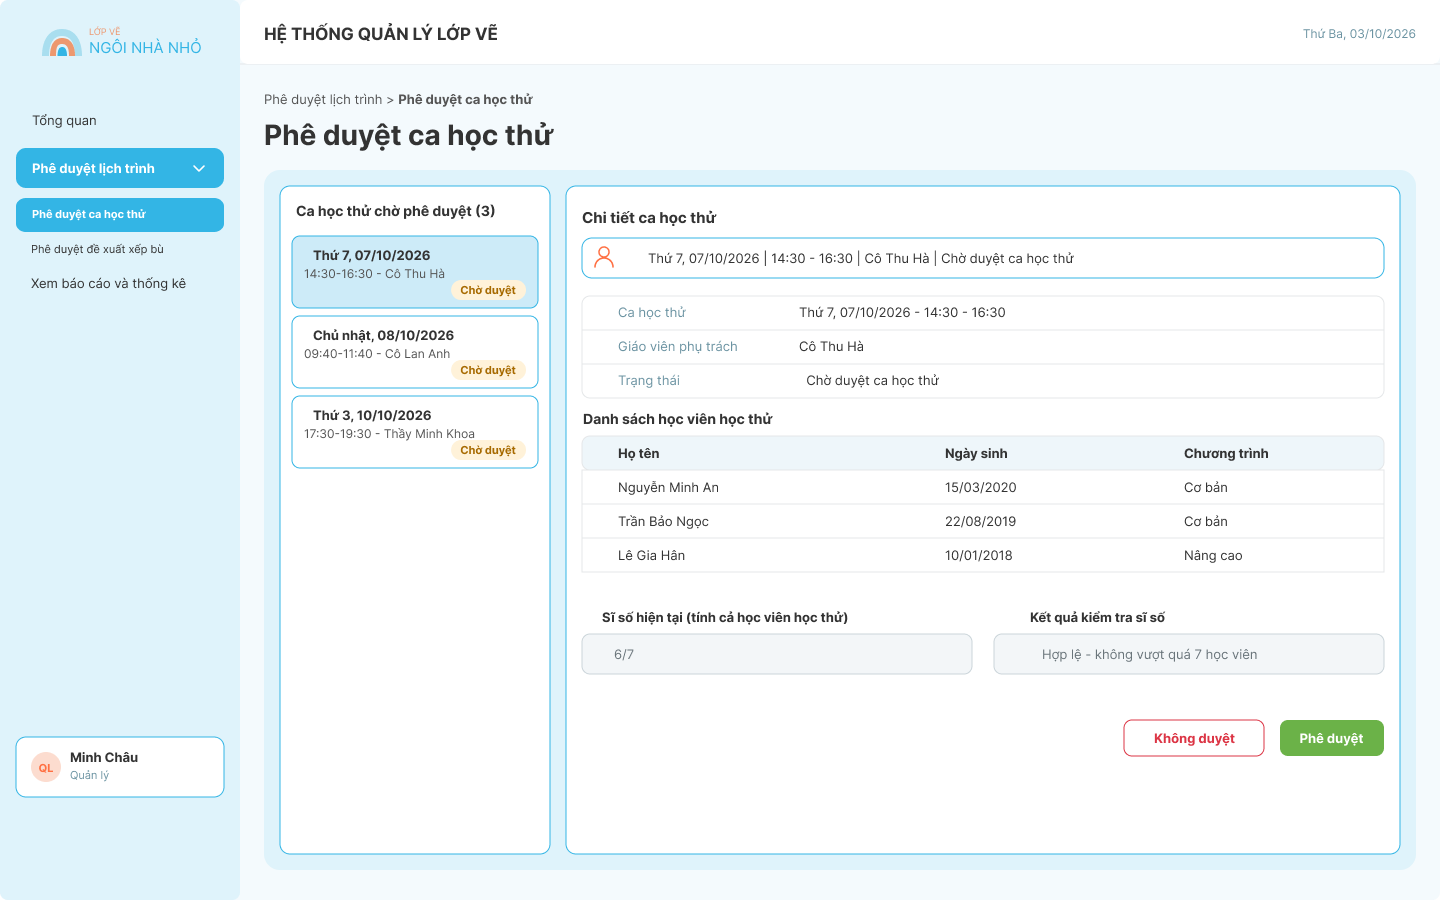 LỚP VẼ
NGÔI NHÀ NHỎ
Tổng quan
Phê duyệt lịch trình
Phê duyệt ca học thử
Phê duyệt đề xuất xếp bù
Xem báo cáo và thống kê
QL
Minh Châu
Quản lý
HỆ THỐNG QUẢN LÝ LỚP VẼ
Thứ Ba, 03/10/2026
Phê duyệt lịch trình > Phê duyệt ca học thử
Phê duyệt ca học thử
Ca học thử chờ phê duyệt (3)
Thứ 7, 07/10/2026
14:30-16:30 - Cô Thu Hà
Chờ duyệt
Chủ nhật, 08/10/2026
09:40-11:40 - Cô Lan Anh
Chờ duyệt
Thứ 3, 10/10/2026
17:30-19:30 - Thầy Minh Khoa
Chờ duyệt
Chi tiết ca học thử
Thứ 7, 07/10/2026 | 14:30 - 16:30 | Cô Thu Hà | Chờ duyệt ca học thử
Ca học thử Thứ 7, 07/10/2026 - 14:30 - 16:30
Giáo viên phụ trách Cô Thu Hà
Trạng thái Chờ duyệt ca học thử
Danh sách học viên học thử
Họ tên Ngày sinh Chương trình
Nguyễn Minh An 15/03/2020 Cơ bản
Trần Bảo Ngọc 22/08/2019 Cơ bản
Lê Gia Hân 10/01/2018 Nâng cao
Sĩ số hiện tại (tính cả học viên học thử)
6/7
Kết quả kiểm tra sĩ số
Hợp lệ - không vượt quá 7 học viên
Không duyệt
Phê duyệt